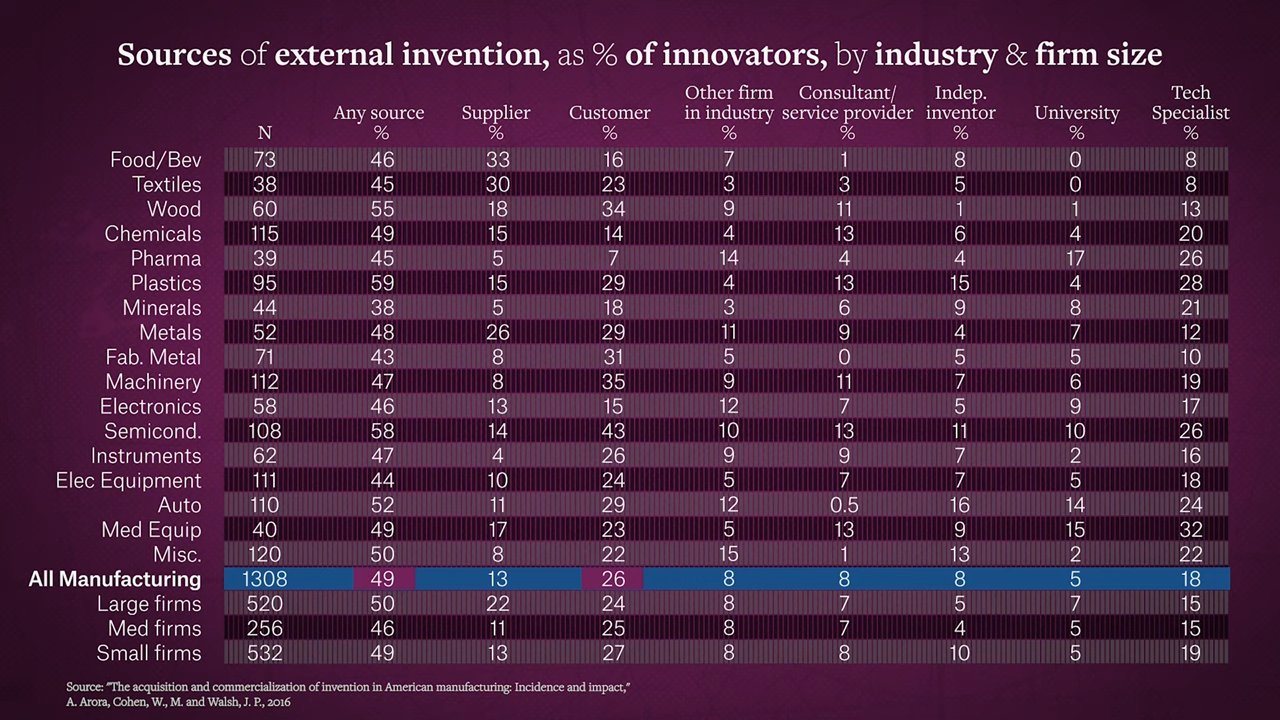 Sources of external invention, as % of innovators, by industry & firm size
N Any source % Supplier % Customer % Other firm in industry % Consultant/ service provider % Indep. inventor % University % Tech Specialist %
Food/Bev 73 46 33 16 7 1 8 0 8
Textiles 38 45 30 23 3 3 5 0 8
Wood 60 55 18 34 9 11 1 1 13
Chemicals 115 49 15 14 4 13 6 4 20
Pharma 39 45 5 7 14 4 4 17 26
Plastics 95 59 15 29 4 13 15 4 28
Minerals 44 38 5 18 3 6 9 8 21
Metals 52 48 26 29 11 9 4 7 12
Fab. Metal 71 43 8 31 5 0 5 5 10
Machinery 112 47 8 35 9 11 7 6 19
Electronics 58 46 13 15 12 7 5 9 17
Semicond. 108 58 14 43 10 13 11 10 26
Instruments 62 47 4 26 9 9 7 2 16
Elec Equipment 111 44 10 24 5 7 7 5 18
Auto 110 52 11 29 12 0.5 16 14 24
Med Equip 40 49 17 23 5 13 9 15 32
Misc. 120 50 8 22 15 1 13 2 22
All Manufacturing 1308 49 13 26 8 8 8 5 18
Large firms 520 50 22 24 8 7 5 7 15
Med firms 256 46 11 25 8 7 4 5 15
Small firms 532 49 13 27 8 8 10 5 19
Source: "The acquisition and commercialization of invention in American manufacturing: Incidence and impact,"
A. Arora, Cohen, W., M. and Walsh, J. P., 2016